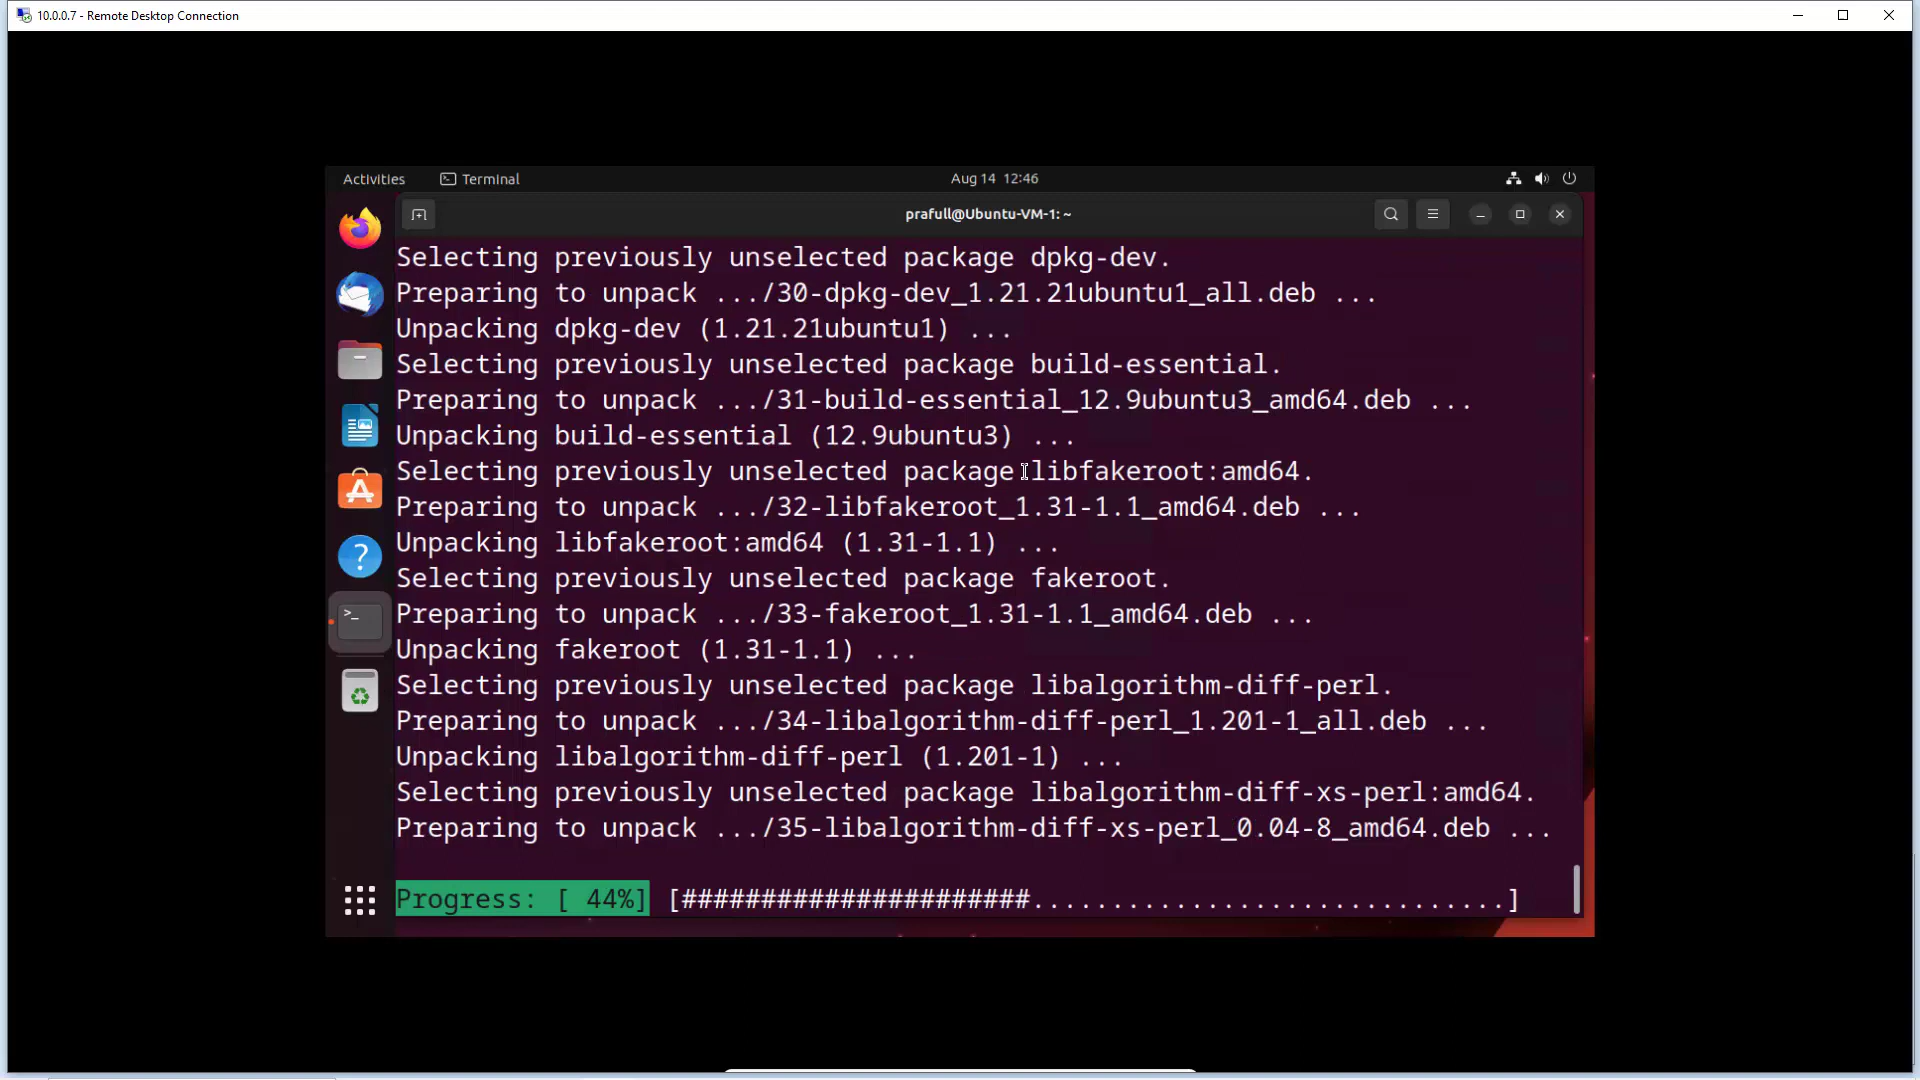 10.0.0.7 - Remote Desktop Connection
Activities
Terminal
Aug 14 12:46
prafull@Ubuntu-VM-1: ~
Selecting previously unselected package dpkg-dev.
Preparing to unpack .../30-dpkg-dev_1.21.21ubuntu1_all.deb ...
Unpacking dpkg-dev (1.21.21ubuntu1) ...
Selecting previously unselected package build-essential.
Preparing to unpack .../31-build-essential_12.9ubuntu3_amd64.deb ...
Unpacking build-essential (12.9ubuntu3) ...
Selecting previously unselected package libfakeroot:amd64.
Preparing to unpack .../32-libfakeroot_1.31-1.1_amd64.deb ...
Unpacking libfakeroot:amd64 (1.31-1.1) ...
Selecting previously unselected package fakeroot.
Preparing to unpack .../33-fakeroot_1.31-1.1_amd64.deb ...
Unpacking fakeroot (1.31-1.1) ...
Selecting previously unselected package libalgorithm-diff-perl.
Preparing to unpack .../34-libalgorithm-diff-perl_1.201-1_all.deb ...
Unpacking libalgorithm-diff-perl (1.201-1) ...
Selecting previously unselected package libalgorithm-diff-xs-perl:amd64.
Preparing to unpack .../35-libalgorithm-diff-xs-perl_0.04-8_amd64.deb ...
Progress: [ 44%] [######################..............................]